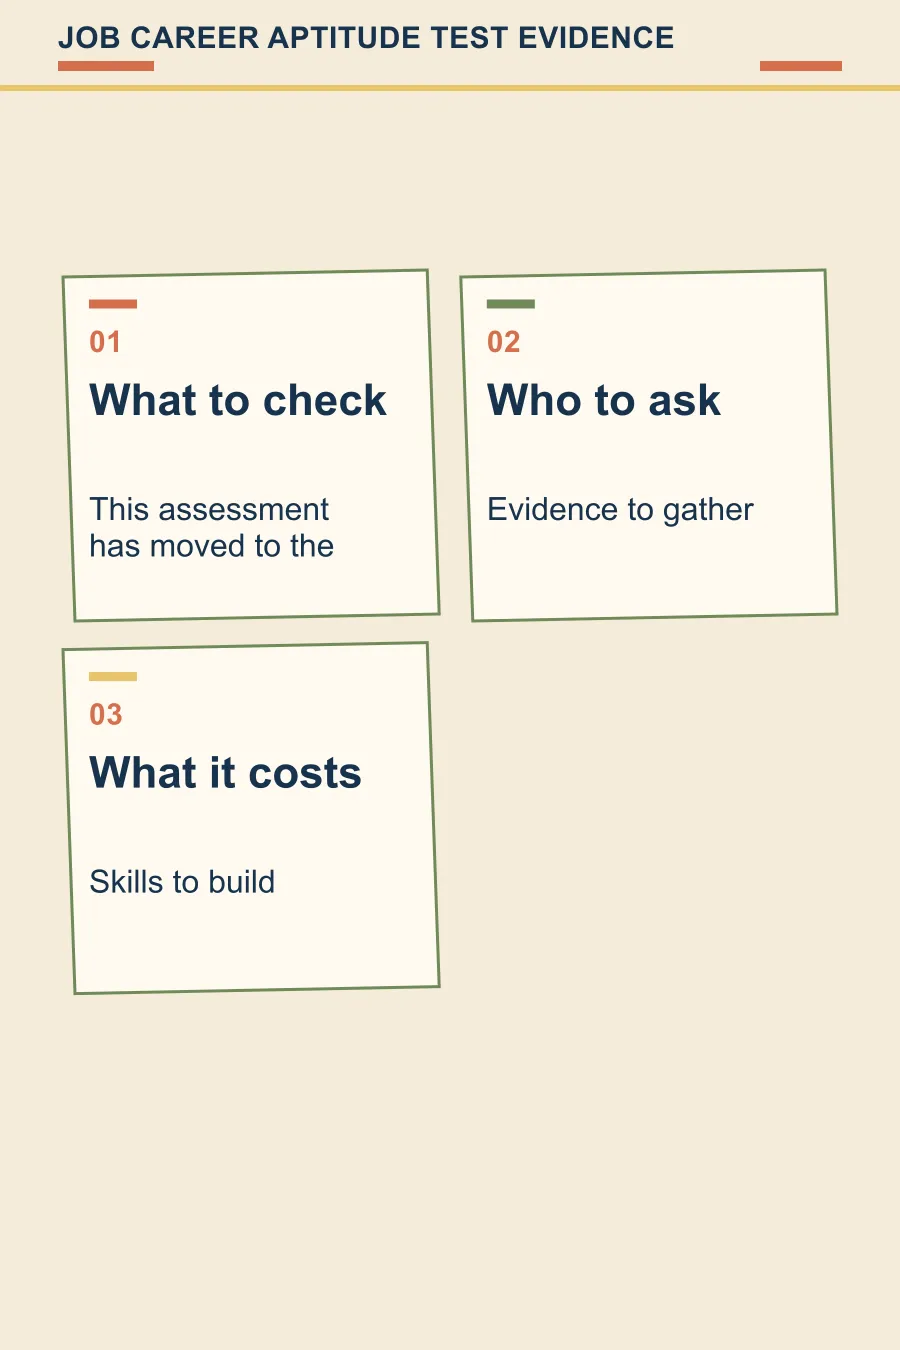 JOB CAREER APTITUDE TEST EVIDENCE
01
What to check
This assessment
has moved to the
02
Who to ask
Evidence to gather
03
What it costs
Skills to build